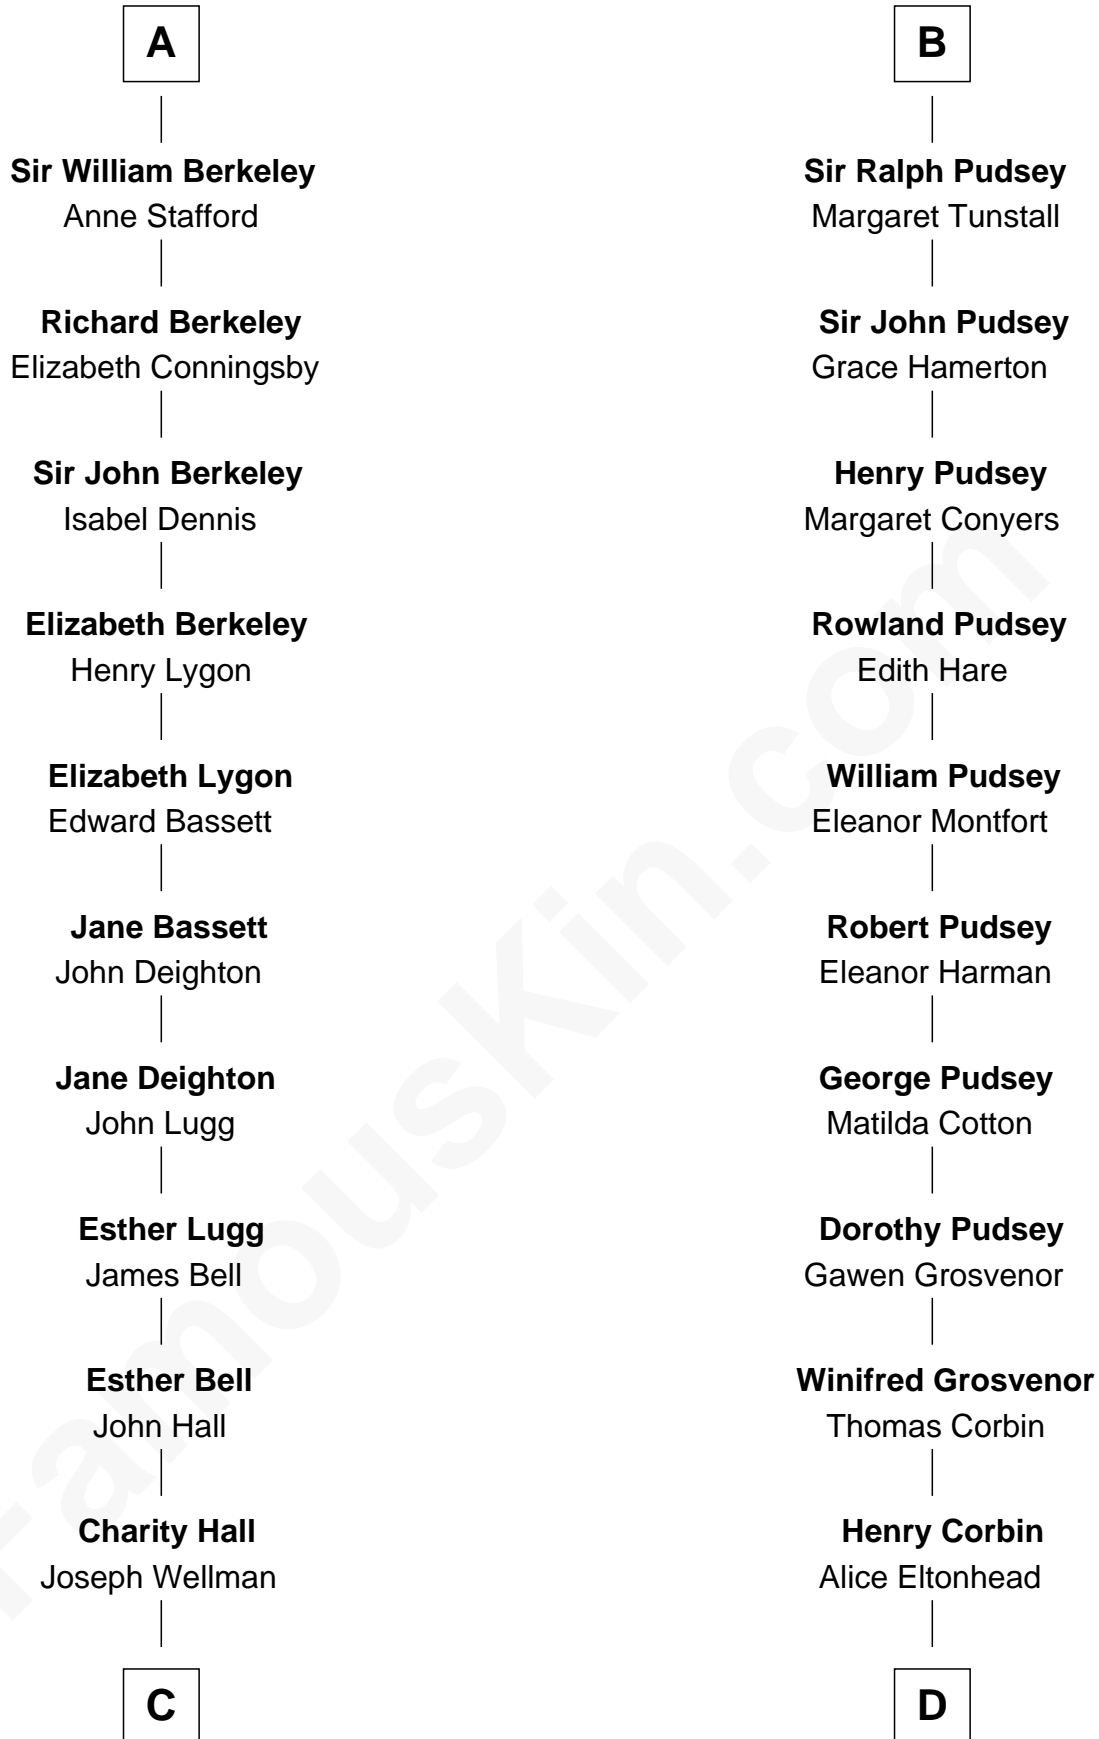 A
Sir William Berkeley
Anne Stafford
Richard Berkeley
Elizabeth Conningsby
Sir John Berkeley
Isabel Dennis
Elizabeth Berkeley
Henry Lygon
Elizabeth Lygon
Edward Bassett
Jane Bassett
John Deighton
Jane Deighton
John Lugg
Esther Lugg
James Bell
Esther Bell
John Hall
Charity Hall
Joseph Wellman
C
B
Sir Ralph Pudsey
Margaret Tunstall
Sir John Pudsey
Grace Hamerton
Henry Pudsey
Margaret Conyers
Rowland Pudsey
Edith Hare
William Pudsey
Eleanor Montfort
Robert Pudsey
Eleanor Harman
George Pudsey
Matilda Cotton
Dorothy Pudsey
Gawen Grosvenor
Winifred Grosvenor
Thomas Corbin
Henry Corbin
Alice Eltonhead
D
FamousKin.com